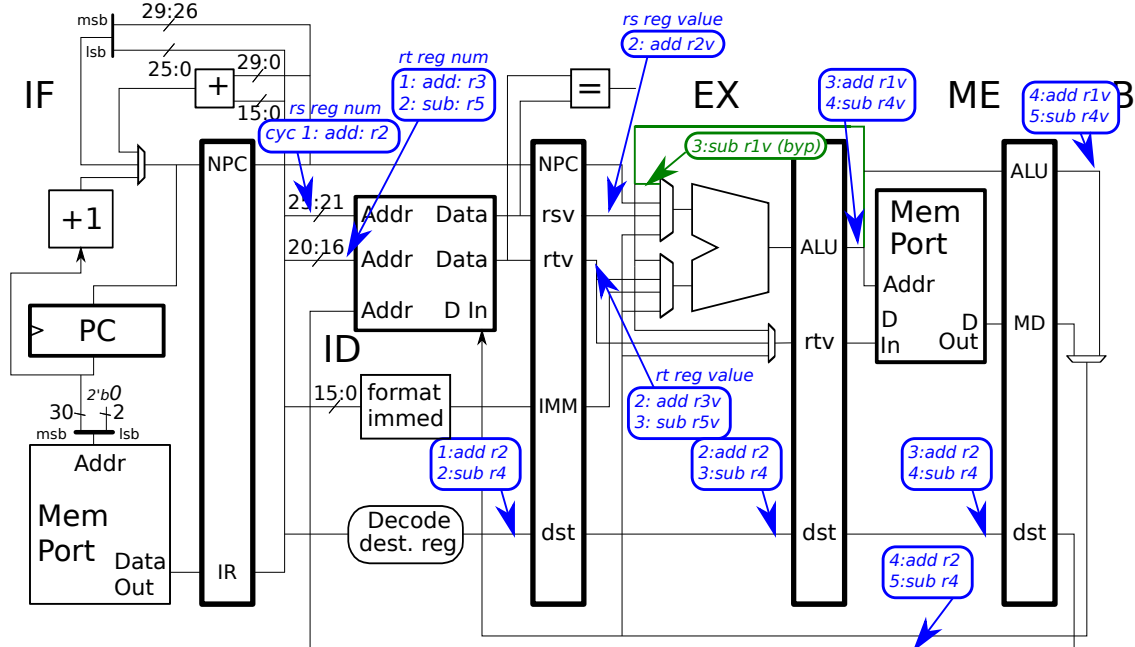 29:26
msb
lsb
25:0
29:0
15:0
+
IF
rs reg num
cyc 1: add: r2
rt reg num
1: add: r3
2: sub: r5
=
rs reg value
2: add r2v
EX
3:add r1v
4:sub r4v
ME
B
4:add r1v
5:sub r4v
3:sub r1v (byp)
NPC
NPC
+1
25:21
20:16
Addr
Data
Addr
Data
Addr
D In
rsv
rtv
ALU
ALU
Mem
Port
Addr
D
In
D
Out
MD
rtv
PC
ID
2'b0
30
2
msb
lsb
15:0
format
immed
IMM
rt reg value
2: add r3v
3: sub r5v
1:add r2
2:sub r4
2:add r2
3:sub r4
3:add r2
4:sub r4
Addr
Mem
Port
Data
Out
IR
Decode
dest. reg
dst
dst
dst
4:add r2
5:sub r4